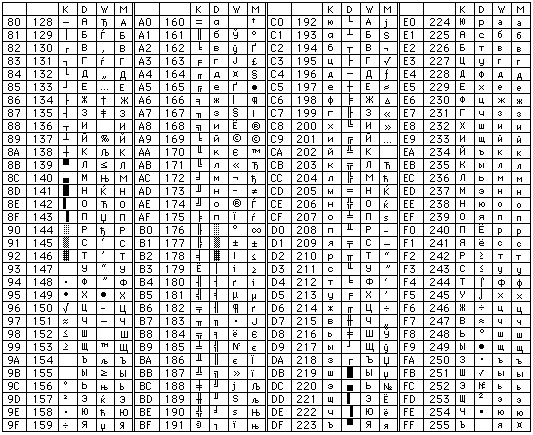 K D W M K D W M K D W M K D W M
80 128 ─ А Ђ А A0 160 а † C0 192 ю └ А ј E0 224 Ю р а а
81 129 │ Б Ѓ Б A1 161 б Ў ° C1 193 а ┴ Б Ѕ E1 225 А с б б
82 130 ┌ В ‚ В A2 162 в ў Ґ C2 194 б ┬ В ¬ E2 226 Б т в в
83 131 ┐ Г ѓ Г A3 163 г Ј £ C3 195 ц ├ Г √ E3 227 Ц у г г
84 132 └ Д „ Д A4 164 д ¤ § C4 196 д ─ Д ƒ E4 228 Д ф д д
85 133 ┘ Е … Е A5 165 е Ґ • C5 197 е ┼ Е ≈ E5 229 Е х е е
86 134 ├ Ж † Ж A6 166 ж ¦ ¶ C6 198 ф ╞ Ж ∆ E6 230 Ф ц ж ж
87 135 ┤ З ‡ З A7 167 з § І C7 199 г ╟ З « E7 231 Г ч з з
88 136 ┬ И И A8 168 и Ё ® C8 200 х ╚ И » E8 232 Х ш и и
89 137 ┴ Й ‰ Й A9 169 й © © C9 201 и ╔ Й … E9 233 И щ й й
8A 138 ┼ К Љ К AA 170 к Є ™ CA 202 й ╩ К EA 234 Й ъ к к
8B 139 ▀ Л ≤ Л AB 171 л « Ђ CB 203 к ╦ Л Ћ EB 235 К ы л л
8C 140 ▄ М Њ М AC 172 м ¬ ђ CC 204 л ╠ М ћ EC 236 Л ь м м
8D 141 █ Н Ќ Н AD 173 н - ≠ CD 205 м ═ Н Ќ ED 237 М э н н
8E 142 ▌ О Ћ О AE 174 о ® Ѓ CE 206 н ╬ О ќ EE 238 Н ю о о
8F 143 ▐ П Џ П AF 175 п Ї ѓ CF 207 о ╧ П ѕ EF 239 О я п п
90 144 ░ Р ђ Р B0 176 ░ ° ∞ D0 208 п ╨ Р – F0 240 П Ё р р
91 145 ▒ С ‘ С B1 177 ▒ ± ± D1 209 я ╤ С — F1 241 Я ё с с
92 146 ▓ Т ’ Т B2 178 ▓ І ≤ D2 210 р ╥ Т “ F2 242 Р ≥ т т
93 147 У “ У B3 179 Ё │ і ≥ D3 211 с ╙ У ” F3 243 С ≤ у у
94 148 Ф ” Ф B4 180 ┤ ґ і D4 212 т ╘ Ф ‘ F4 244 Т ⌠ ф ф
95 149 • Х • Х B5 181 µ µ D5 213 у ╒ Х ’ F5 245 У ⌡ х х
96 150 √ Ц – Ц B6 182 ¶ ґ D6 214 ж ╓ Ц ÷ F6 246 Ж ÷ ц ц
97 151 ≈ Ч — Ч B7 183 · Ј D7 215 в ╫ Ч „ F7 247 В ≈ ч ч
98 152 ≤ Ш Ш B8 184 ё Є D8 216 ь ╪ Ш Ў F8 248 Ь ° ш ш
99 153 ≥ Щ ™ Щ B9 185 № є D9 217 ы ┘ Щ ў F9 249 Ы • щ щ
9A 154 Ъ љ Ъ BA 186 є Ї DA 218 з ┌ Ъ Џ FA 250 З · ъ ъ
9B 155 Ы ≥ Ы BB 187 » ї DB 219 ш █ Ы џ FB 251 Ш √ ы ы
9C 156 ° Ь њ Ь BC 188 ј Љ DC 220 э ▄ Ь № FC 252 Э № ь ь
9D 157 ² Э ќ Э BD 189 Ѕ љ DD 221 щ ▌ Э Ё FD 253 Щ ² э э
9E 158 · Ю ћ Ю BE 190 ѕ Њ DE 222 ч ▐ Ю ё FE 254 Ч ю ю
9F 159 ÷ Я џ Я BF 191 ї њ DF 223 ъ ▀ Я я FF 255 Ъ я ¤